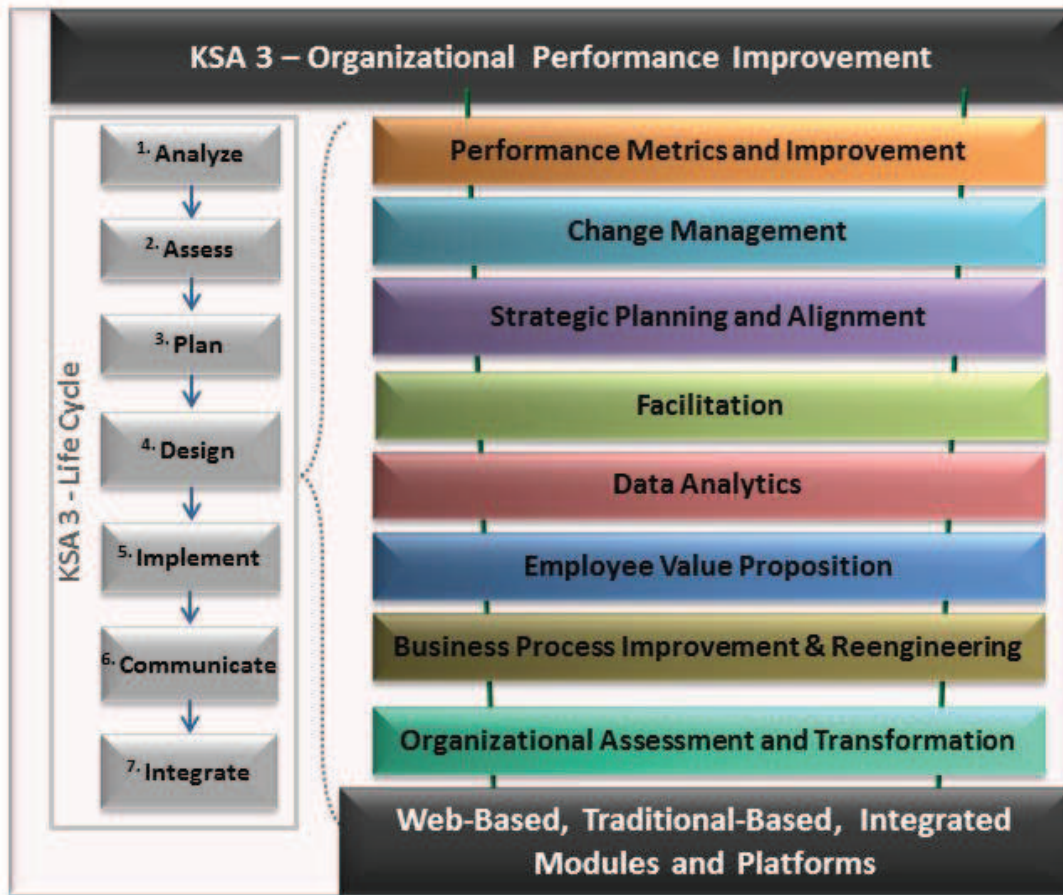 KSA 3 – Organizational Performance Improvement
KSA 3 - Life Cycle
1. Analyze
2. Assess
3. Plan
4. Design
5. Implement
6. Communicate
7. Integrate
Performance Metrics and Improvement
Change Management
Strategic Planning and Alignment
Facilitation
Data Analytics
Employee Value Proposition
Business Process Improvement & Reengineering
Organizational Assessment and Transformation
Web-Based, Traditional-Based, Integrated
Modules and Platforms